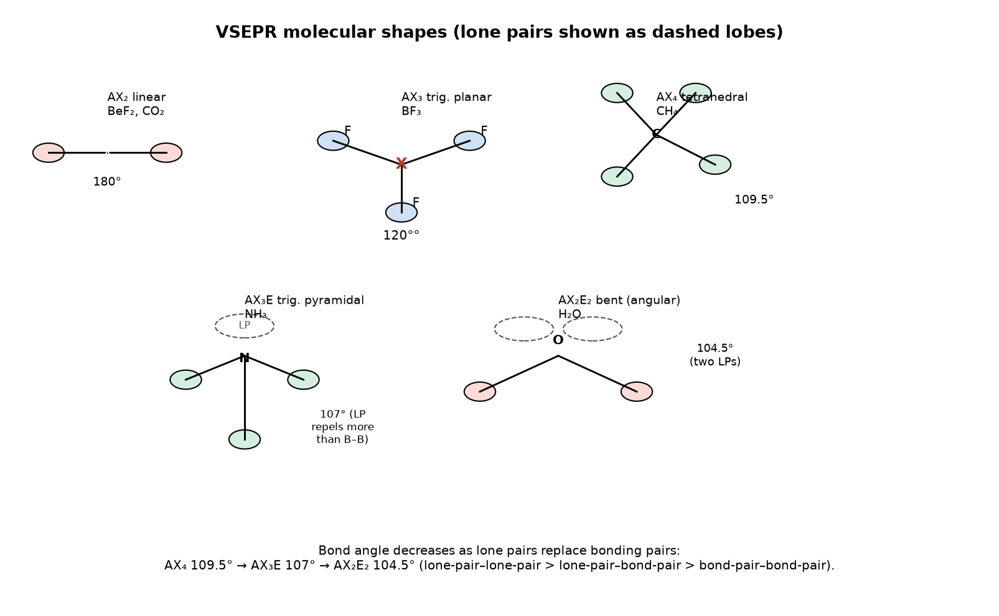 VSEPR molecular shapes (lone pairs shown as dashed lobes)
AX₂ linear
BeF₂, CO₂
180°
AX₃ trig. planar
BF₃
F
F
X
F
120°°
AX₄ tetrahedral
CH₄
C
109.5°
AX₃E trig. pyramidal
NH₃
LP
N
107° (LP
repels more
than B–B)
AX₂E₂ bent (angular)
H₂O
O
104.5°
(two LPs)
Bond angle decreases as lone pairs replace bonding pairs:
AX₄ 109.5° → AX₃E 107° → AX₂E₂ 104.5° (lone-pair–lone-pair > lone-pair–bond-pair > bond-pair–bond-pair).